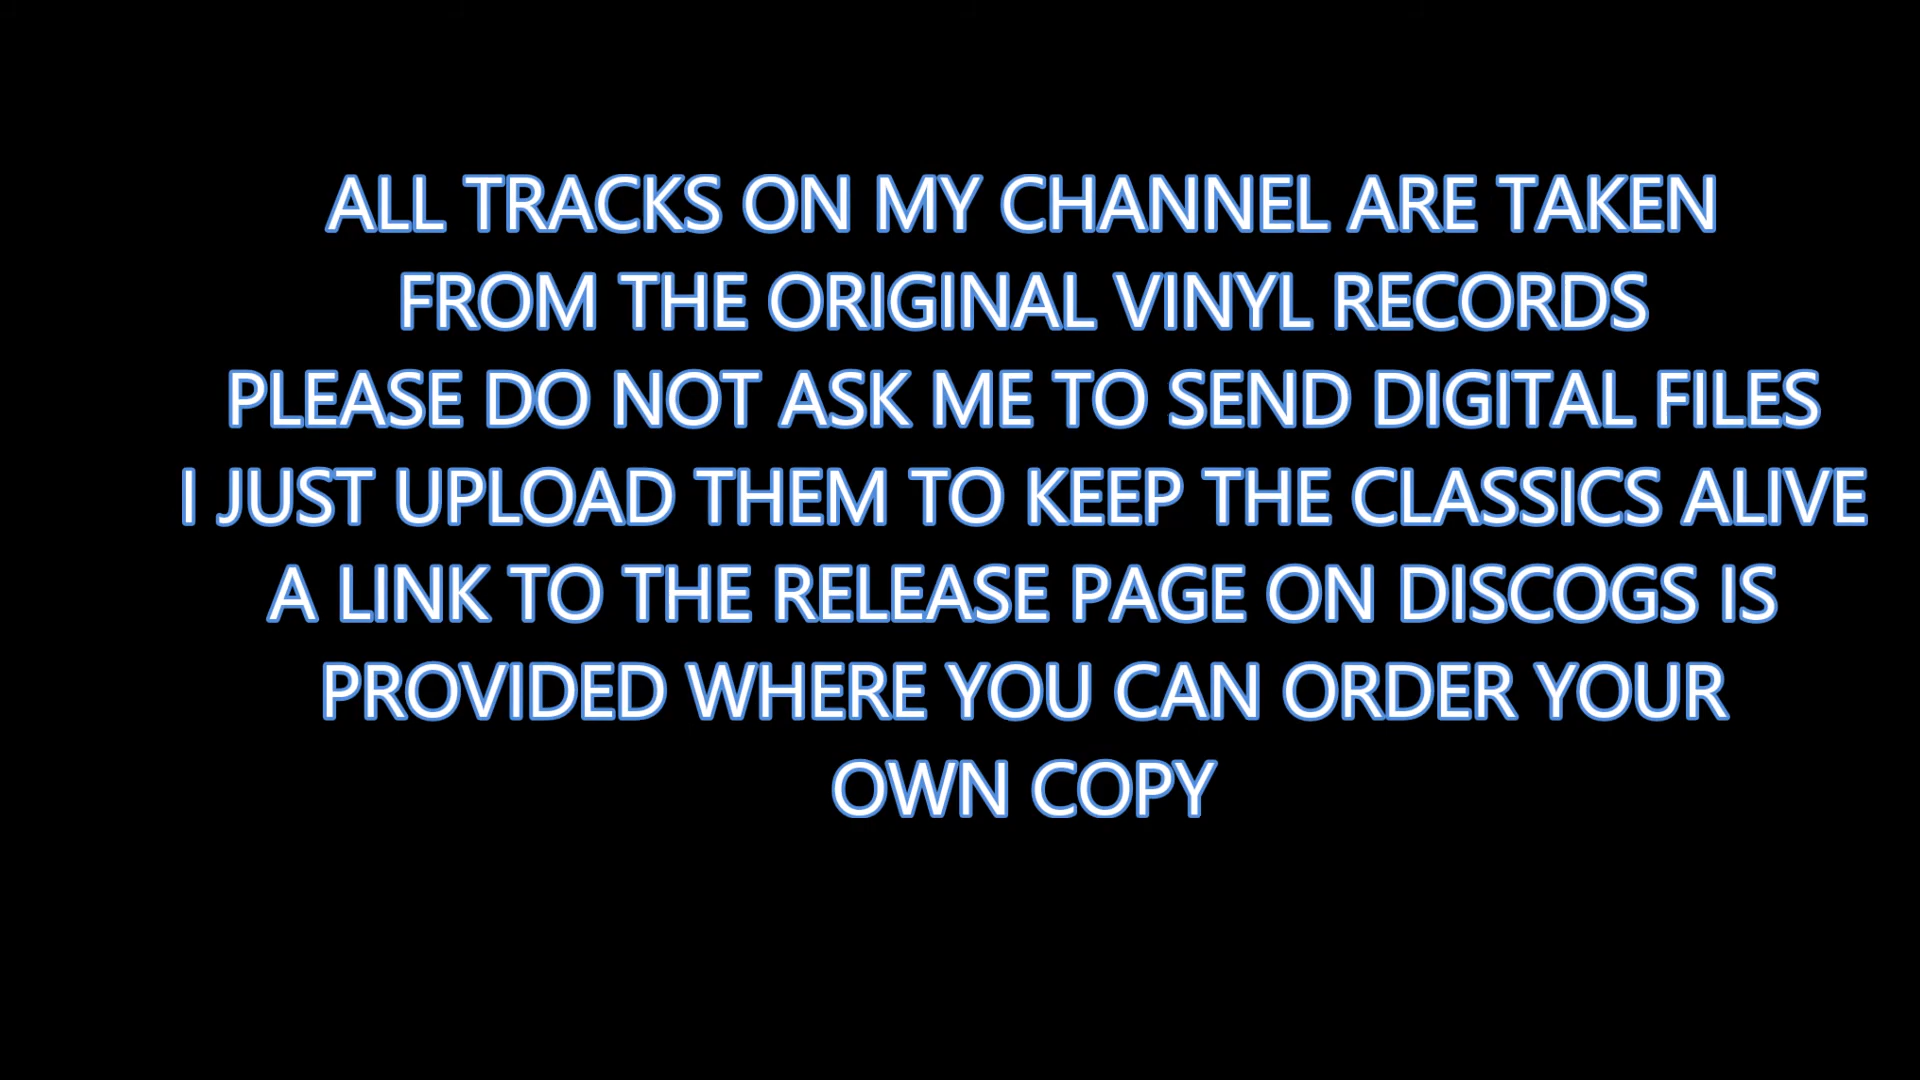 ALL TRACKS ON MY CHANNEL ARE TAKEN
FROM THE ORIGINAL VINYL RECORDS
PLEASE DO NOT ASK ME TO SEND DIGITAL FILES
I JUST UPLOAD THEM TO KEEP THE CLASSICS ALIVE
A LINK TO THE RELEASE PAGE ON DISCOGS IS
PROVIDED WHERE YOU CAN ORDER YOUR
OWN COPY